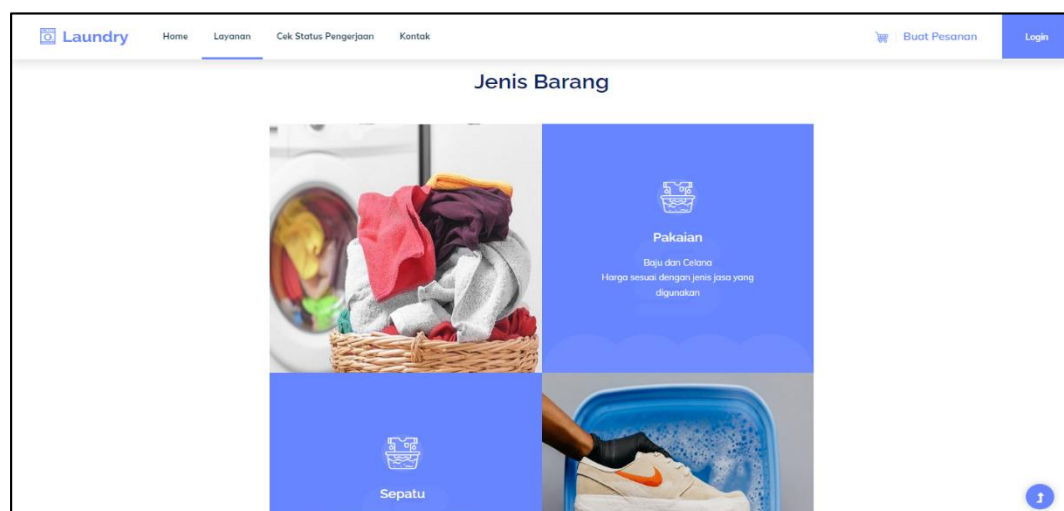 Laundry
Home
Layanan
Cek Status Pengerjaan
Kontak
Buat Pesanan
Login
Jenis Barang
Pakaian
Baju dan Celana
Harga sesuai dengan jenis jasa yang
digunakan
Sepatu